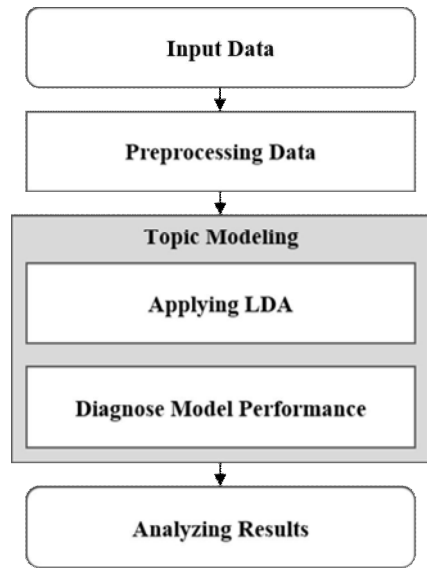 Input Data
Preprocessing Data
Topic Modeling
Applying LDA
Diagnose Model Performance
Analyzing Results